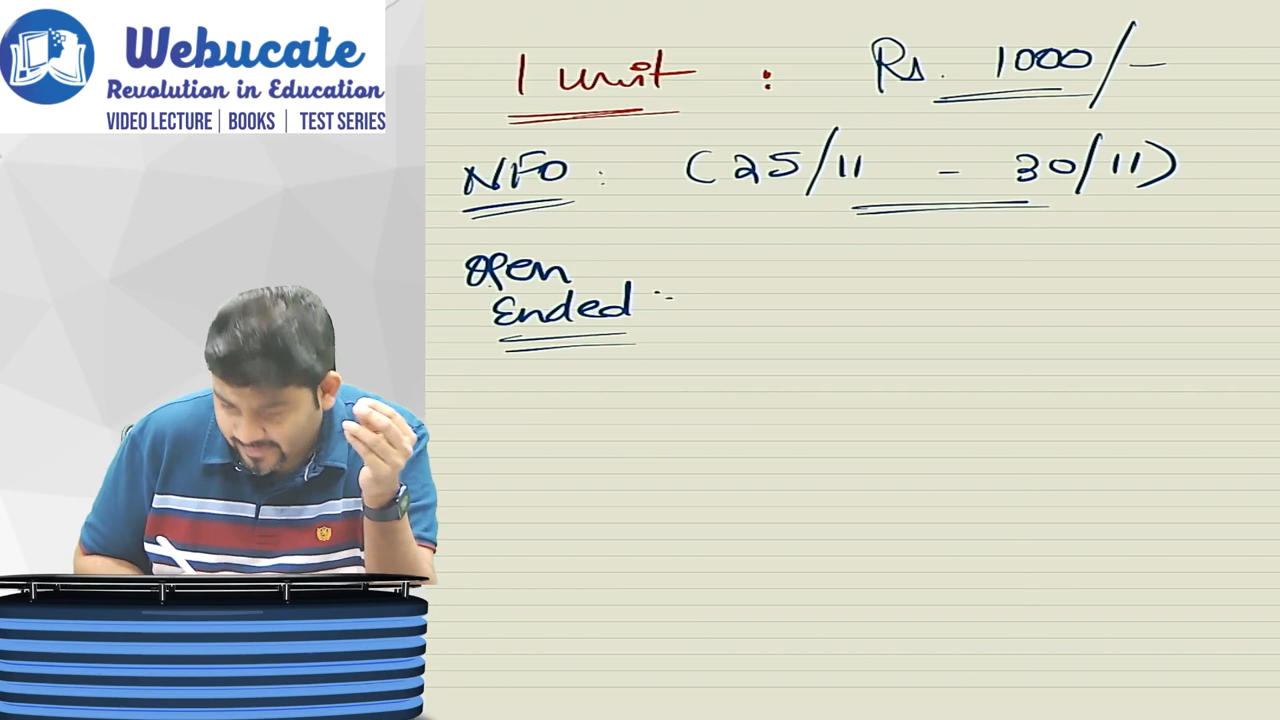 Webucate
Revolution in Education
VIDEO LECTURE | BOOKS | TEST SERIES
1 unit : Rs. 1000/-
NFO : (25/11 - 30/11)
Open
Ended :-